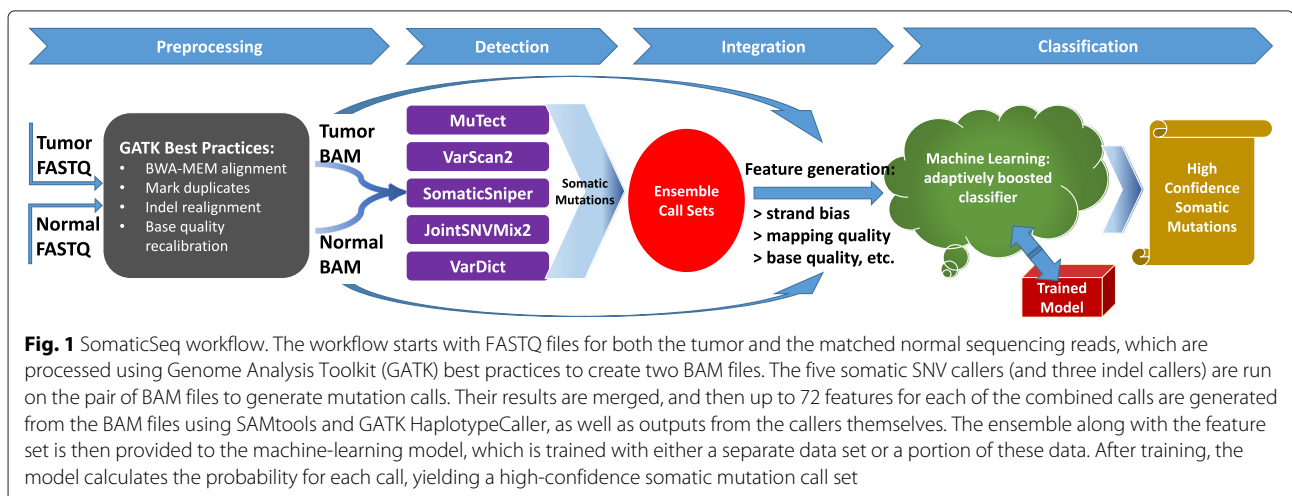 Preprocessing
Detection
Integration
Classification
Tumor
FASTQ
Normal
FASTQ
GATK Best Practices:
• BWA-MEM alignment
• Mark duplicates
• Indel realignment
• Base quality
recalibration
Tumor
BAM
Normal
BAM
MuTect
VarScan2
SomaticSniper
JointSNVMix2
VarDict
Somatic
Mutations
Ensemble
Call Sets
Feature generation:
> strand bias
> mapping quality
> base quality, etc.
Machine Learning:
adaptively boosted
classifier
Trained
Model
High
Confidence
Somatic
Mutations
Fig. 1 SomaticSeq workflow. The workflow starts with FASTQ files for both the tumor and the matched normal sequencing reads, which are
processed using Genome Analysis Toolkit (GATK) best practices to create two BAM files. The five somatic SNV callers (and three indel callers) are run
on the pair of BAM files to generate mutation calls. Their results are merged, and then up to 72 features for each of the combined calls are generated
from the BAM files using SAMtools and GATK HaplotypeCaller, as well as outputs from the callers themselves. The ensemble along with the feature
set is then provided to the machine-learning model, which is trained with either a separate data set or a portion of these data. After training, the
model calculates the probability for each call, yielding a high-confidence somatic mutation call set